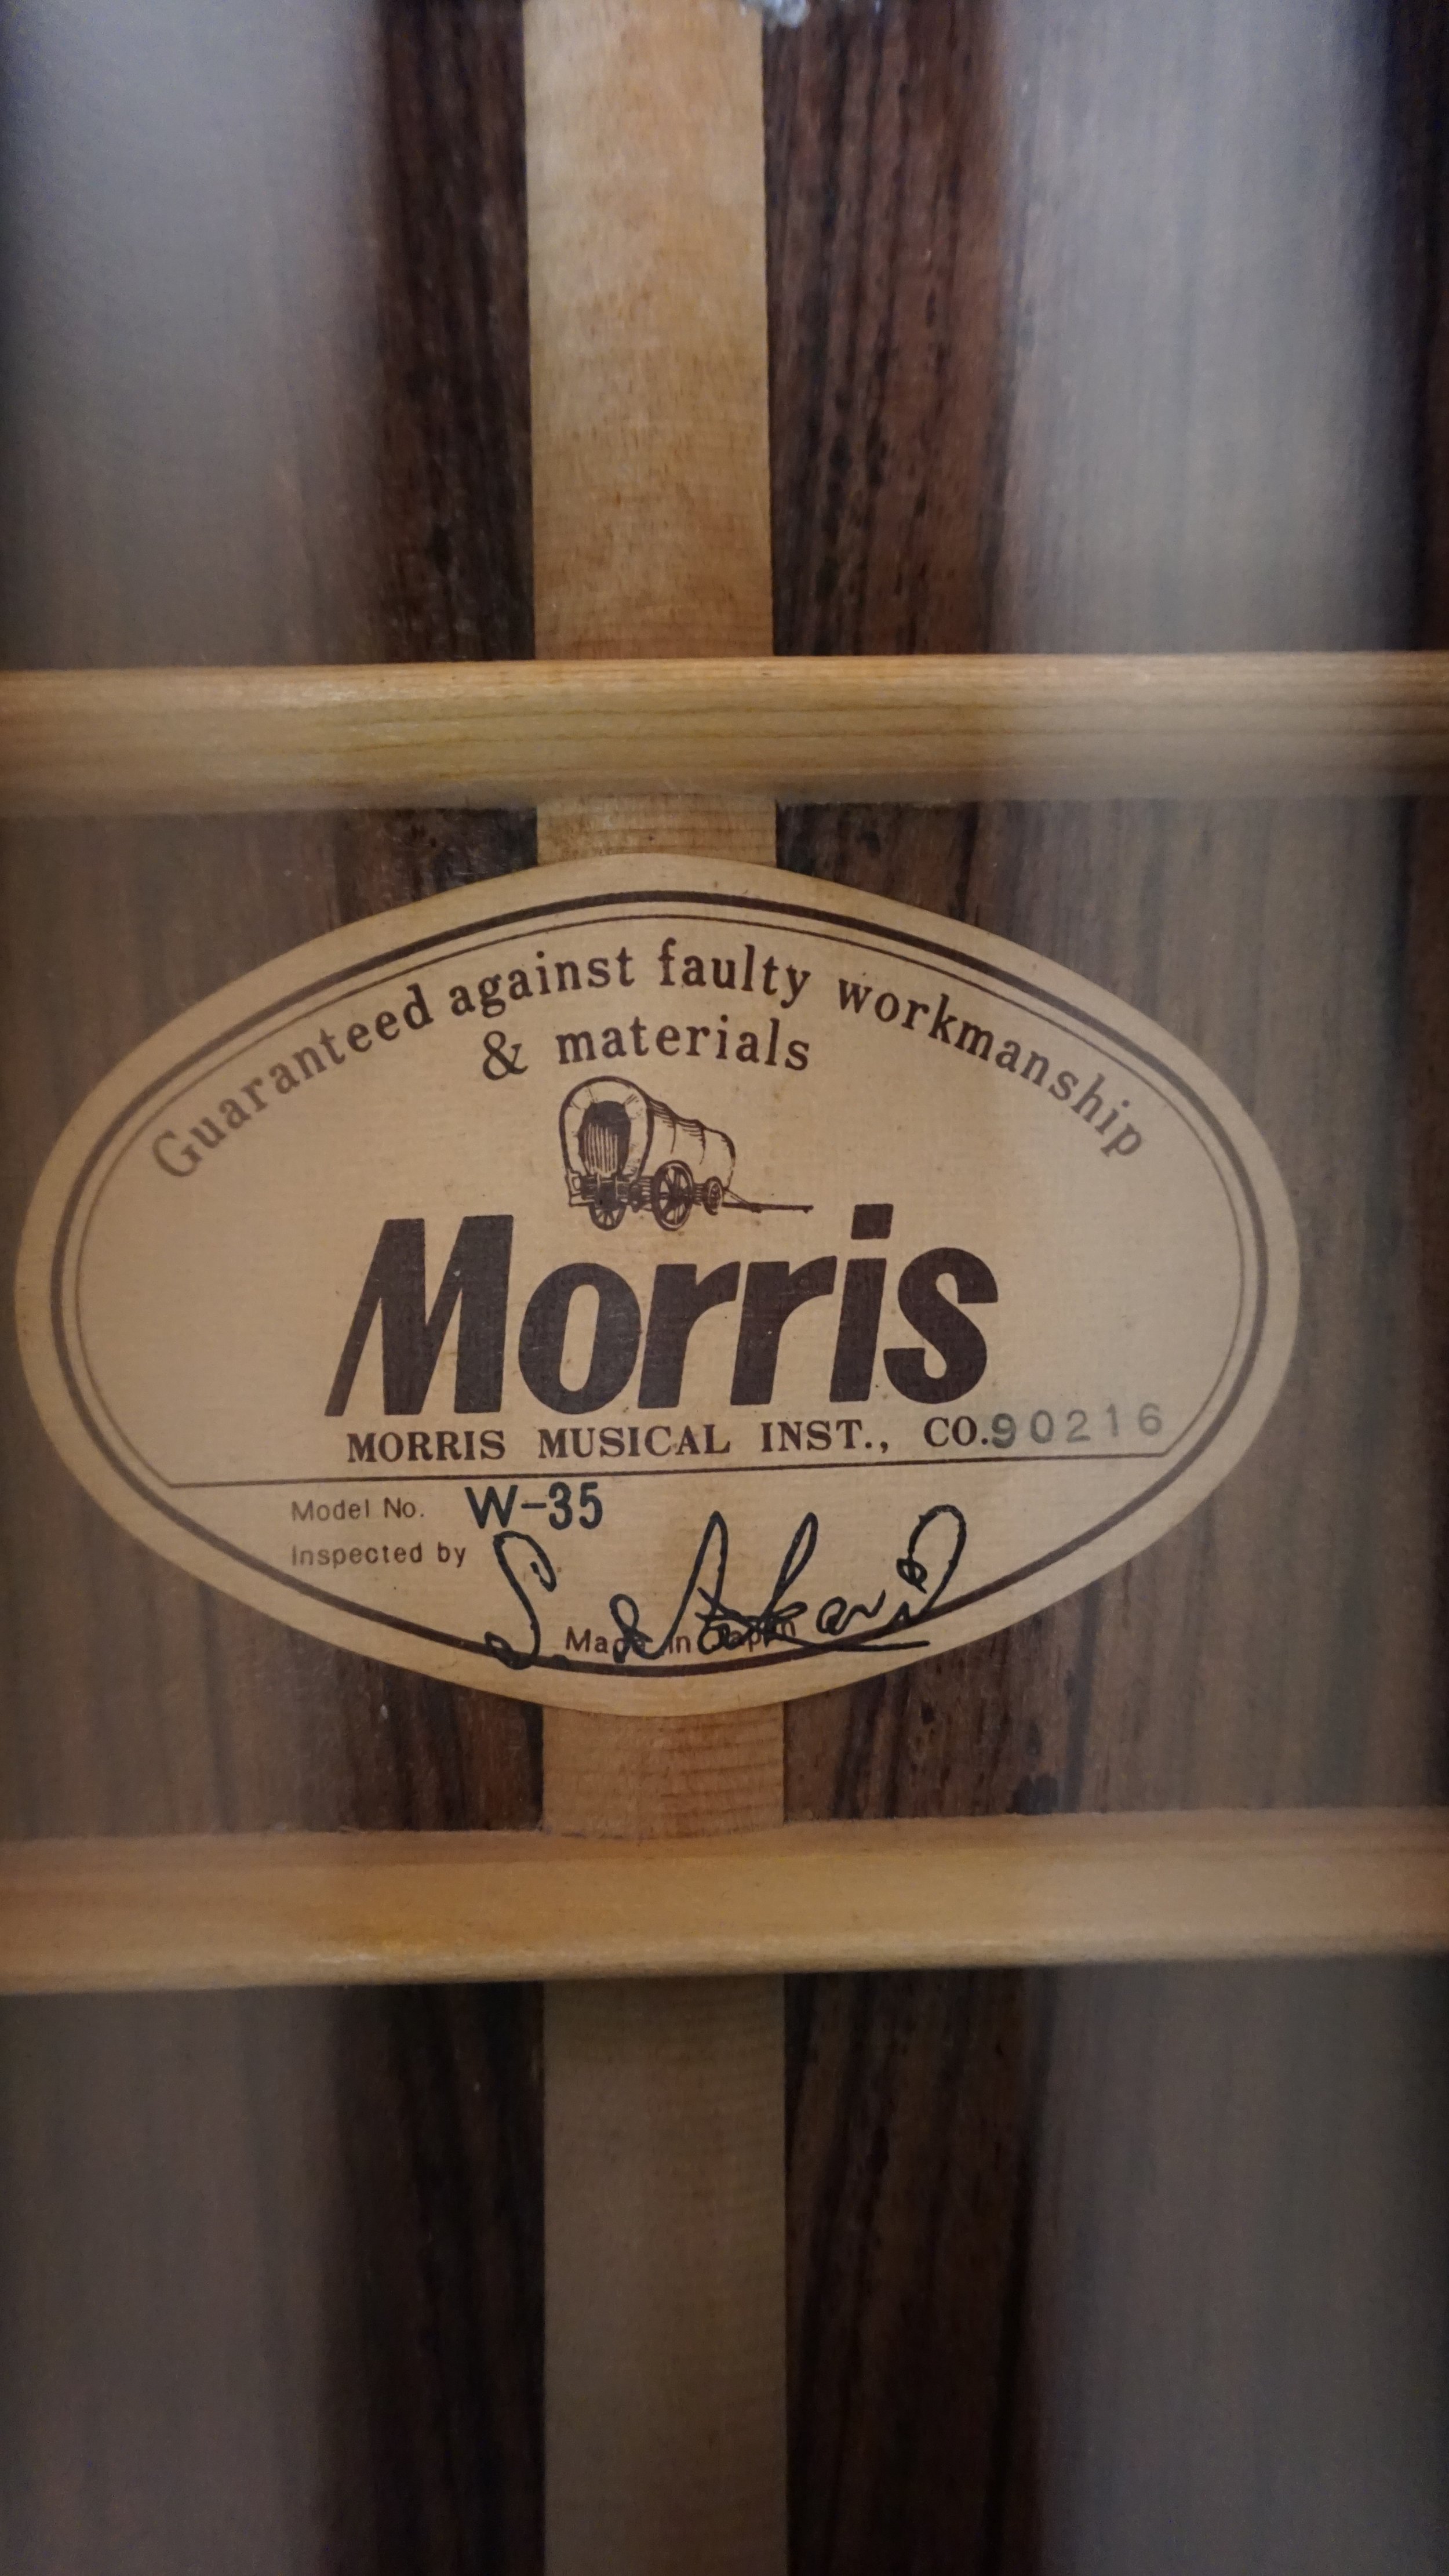 Guaranteed against faulty workmanship
& materials
Morris
MORRIS MUSICAL INST., CO. 90216
Model No. W-35
Inspected by
Made in Japan